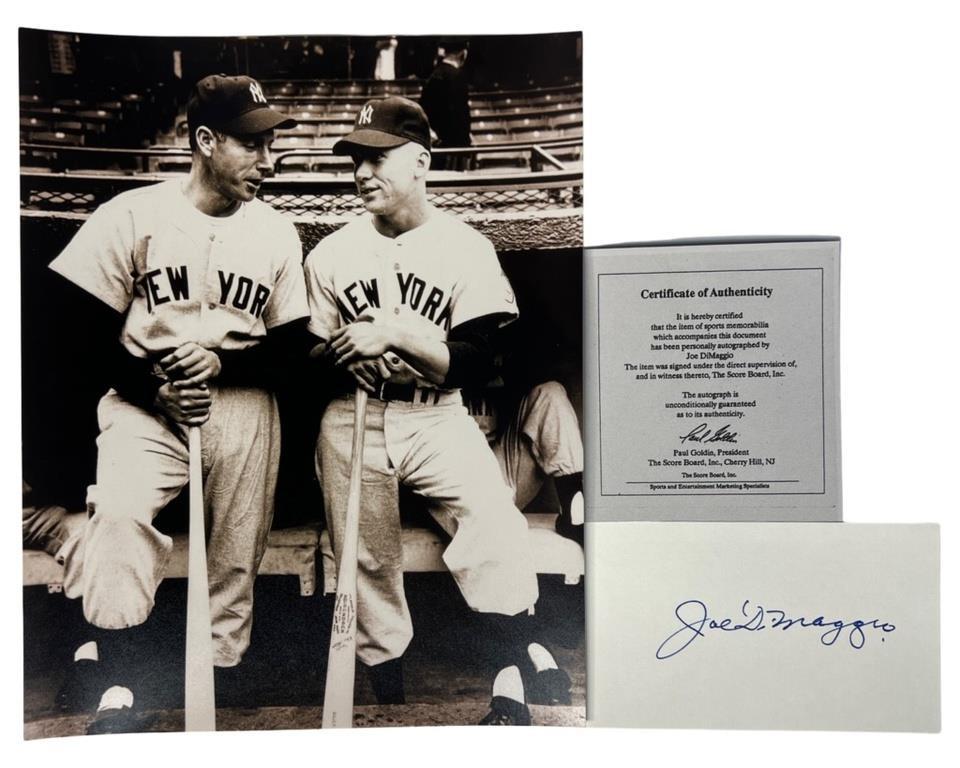 NY
NY
NEW YORK
NEW YORK
Certificate of Authenticity
It is hereby certified
that the item of sports memorabilia
which accompanies this document
has been personally autographed by
Joe DiMaggio
The item was signed under the direct supervision of,
and in witness thereto, The Score Board, Inc.
The autograph is
unconditionally guaranteed
as to its authenticity.
Paul Goldin
Paul Goldin, President
The Score Board, Inc., Cherry Hill, NJ
The Score Board, Inc.
Sports and Entertainment Marketing Specialists
Joe DiMaggio